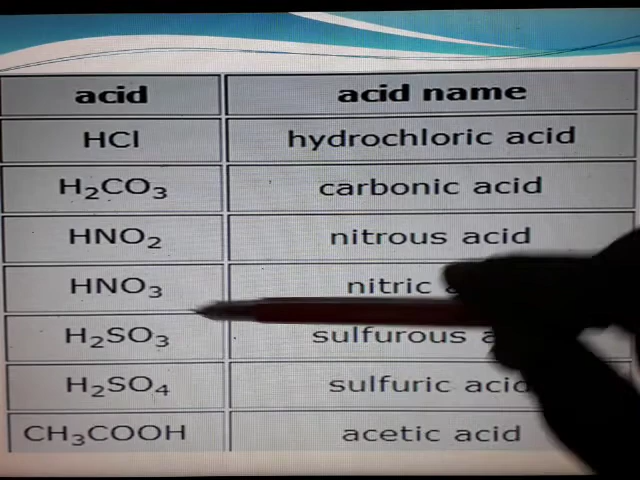 acid acid name
HCl hydrochloric acid
H₂CO₃ carbonic acid
HNO₂ nitrous acid
HNO₃ nitric
H₂SO₃ sulfurous
H₂SO₄ sulfuric acid
CH₃COOH acetic acid